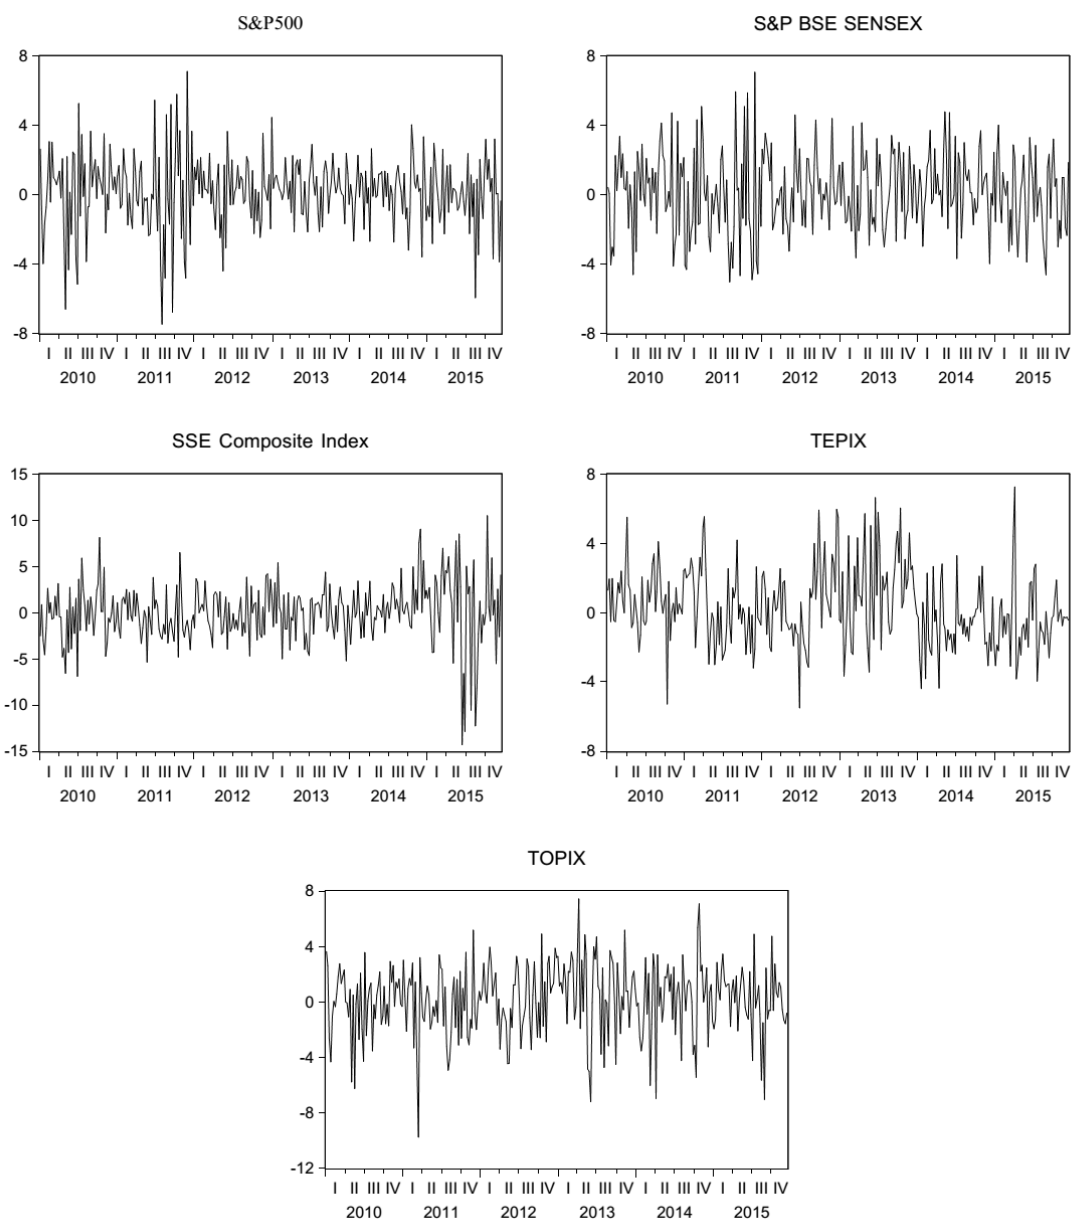 S&P500
8
4
0
-4
-8
I II III IV I II III IV I II III IV I II III IV I II III IV I II III IV
2010 2011 2012 2013 2014 2015
S&P BSE SENSEX
8
4
0
-4
-8
I II III IV I II III IV I II III IV I II III IV I II III IV I II III IV
2010 2011 2012 2013 2014 2015
SSE Composite Index
15
10
5
0
-5
-10
-15
I II III IV I II III IV I II III IV I II III IV I II III IV I II III IV
2010 2011 2012 2013 2014 2015
TEPIX
8
4
0
-4
-8
I II III IV I II III IV I II III IV I II III IV I II III IV I II III IV
2010 2011 2012 2013 2014 2015
TOPIX
8
4
0
-4
-8
-12
I II III IV I II III IV I II III IV I II III IV I II III IV I II III IV
2010 2011 2012 2013 2014 2015